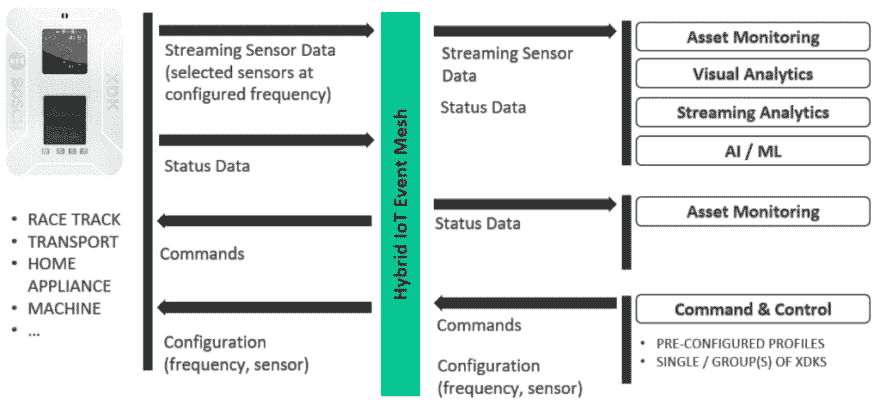 XDK
BOSCH
RACE TRACK
TRANSPORT
HOME
APPLIANCE
MACHINE
...
Streaming Sensor Data
(selected sensors at
configured frequency)
Status Data
Commands
Configuration
(frequency, sensor)
Hybrid IoT Event Mesh
Streaming Sensor
Data
Status Data
Status Data
Commands
Configuration
(frequency, sensor)
Asset Monitoring
Visual Analytics
Streaming Analytics
AI / ML
Asset Monitoring
Command & Control
PRE-CONFIGURED PROFILES
SINGLE / GROUP(S) OF XDKS